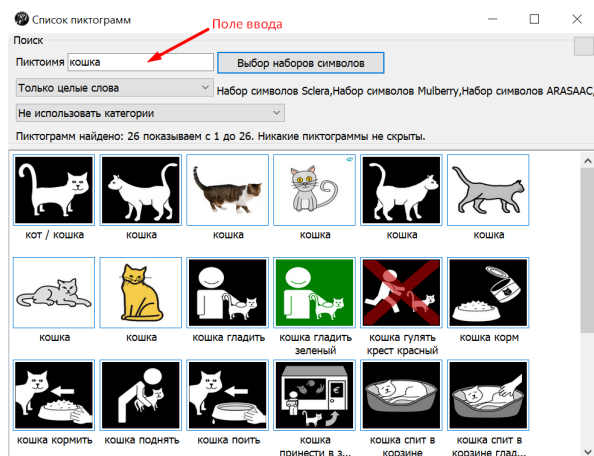 Список пиктограмм
Поле ввода
Поиск
Пиктоимя кошка Выбор наборов символов
Только целые слова Набор символов Sclera,Набор символов Mulberry,Набор символов ARASAAC,
Не использовать категории
Пиктограмм найдено: 26 показываем с 1 до 26. Никакие пиктограммы не скрыты.
кот / кошка кошка кошка кошка кошка кошка
кошка кошка кошка гладить кошка гладить зеленый кошка гулять крест красный кошка корм
кошка кормить кошка поднять кошка поить кошка принести в з... кошка спит в корзине кошка спит в корзине глад...